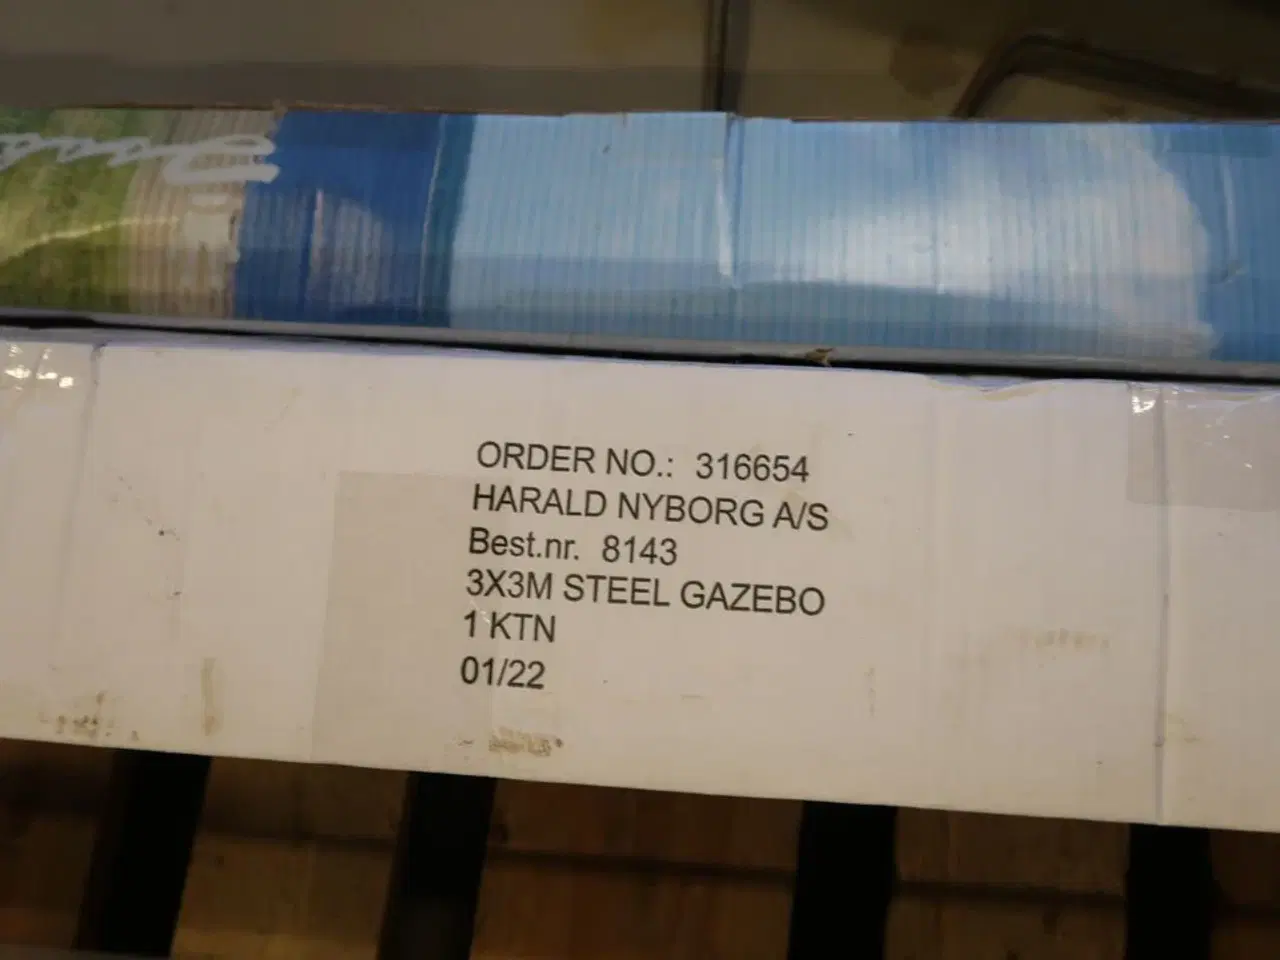 ORDER NO.: 316654
HARALD NYBORG A/S
Best.nr. 8143
3X3M STEEL GAZEBO
1 KTN
01/22